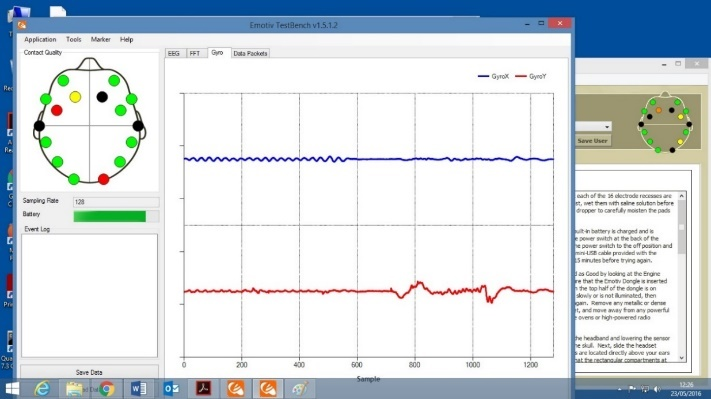 Emotiv TestBench v1.5.1.2
Application Tools Marker Help
Contact Quality
EEG FFT Gyro Data Packets
GyroX GyroY
Sampling Rate 128
Battery
Event Log
Save Data
0 200 400 600 800 1000 1200
Sample
Save User
each of the 16 electrode recesses are
st, wet them with saline solution before
dropper to carefully moisten the pads
uilt-in battery is charged and is
e power switch at the back of the
he power switch to the off position and
mini-USB cable provided with the
15 minutes before trying again.
d as Good by looking at the Engine
re that the Emotiv Dongle is inserted
n the top half of the dongle is on
slowly or is not illuminated, then
gain. Remove any metallic or dense
et, and move away from any powerful
e ovens or high-powered radio
he headband and lowering the sensor
he skull. Next, slide the headset
s are located directly above your ears
hat the rectangular compartments at
12:26
23/05/2016